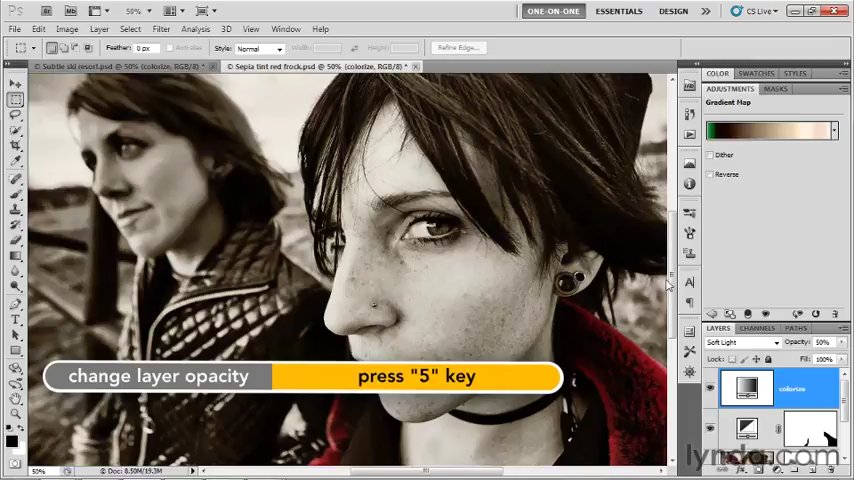 Ps Br Mb 50% ONE-ON-ONE ESSENTIALS DESIGN CS Live
File Edit Image Layer Select Filter Analysis 3D View Window Help
Feather: 0 px Anti-alias Style: Normal Width: Height: Refine Edge...
Subtle ski resort.psd @ 50% (colorize, RGB/8) * Sepia tint red frock.psd @ 50% (colorize, RGB/8) *
COLOR SWATCHES STYLES
ADJUSTMENTS MASKS
Gradient Map
Dither
Reverse
LAYERS CHANNELS PATHS
Soft Light Opacity: 50%
Lock: Fill: 100%
colorize
change layer opacity press "5" key
lynda.com
50% Doc: 8.50M/19.3M